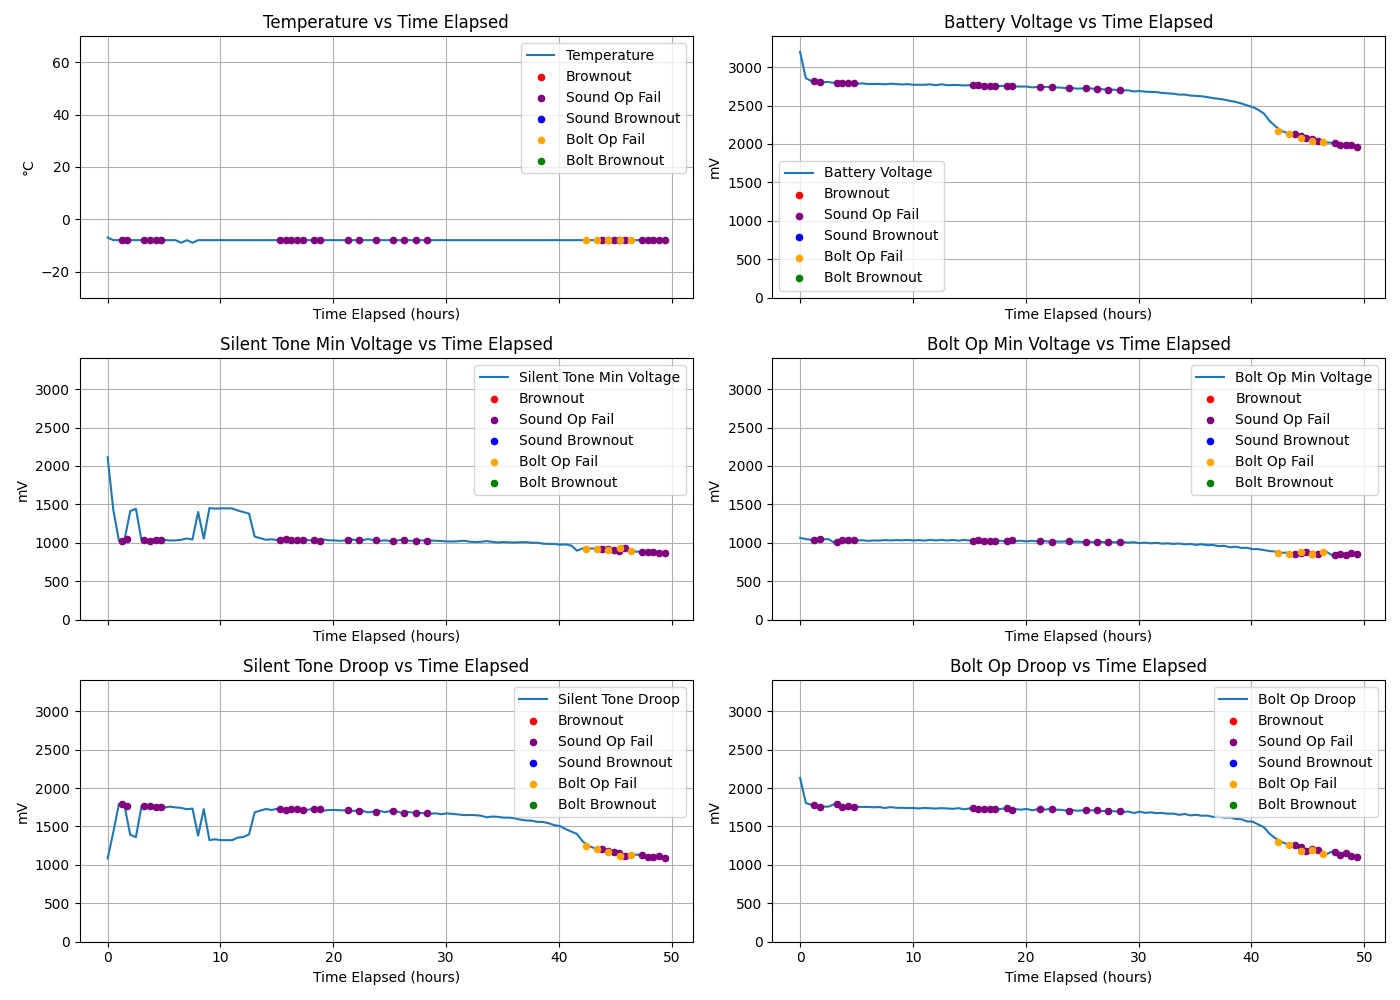 Temperature vs Time Elapsed
60
40
20
0
−20
°C
Temperature
Brownout
Sound Op Fail
Sound Brownout
Bolt Op Fail
Bolt Brownout
Time Elapsed (hours)
Battery Voltage vs Time Elapsed
3000
2500
2000
1500
1000
500
0
mV
Battery Voltage
Brownout
Sound Op Fail
Sound Brownout
Bolt Op Fail
Bolt Brownout
Time Elapsed (hours)
Silent Tone Min Voltage vs Time Elapsed
3000
2500
2000
1500
1000
500
0
mV
Silent Tone Min Voltage
Brownout
Sound Op Fail
Sound Brownout
Bolt Op Fail
Bolt Brownout
Time Elapsed (hours)
Bolt Op Min Voltage vs Time Elapsed
3000
2500
2000
1500
1000
500
0
mV
Bolt Op Min Voltage
Brownout
Sound Op Fail
Sound Brownout
Bolt Op Fail
Bolt Brownout
Time Elapsed (hours)
Silent Tone Droop vs Time Elapsed
3000
2500
2000
1500
1000
500
0
mV
Silent Tone Droop
Brownout
Sound Op Fail
Sound Brownout
Bolt Op Fail
Bolt Brownout
0 10 20 30 40 50
Time Elapsed (hours)
Bolt Op Droop vs Time Elapsed
3000
2500
2000
1500
1000
500
0
mV
Bolt Op Droop
Brownout
Sound Op Fail
Sound Brownout
Bolt Op Fail
Bolt Brownout
0 10 20 30 40 50
Time Elapsed (hours)